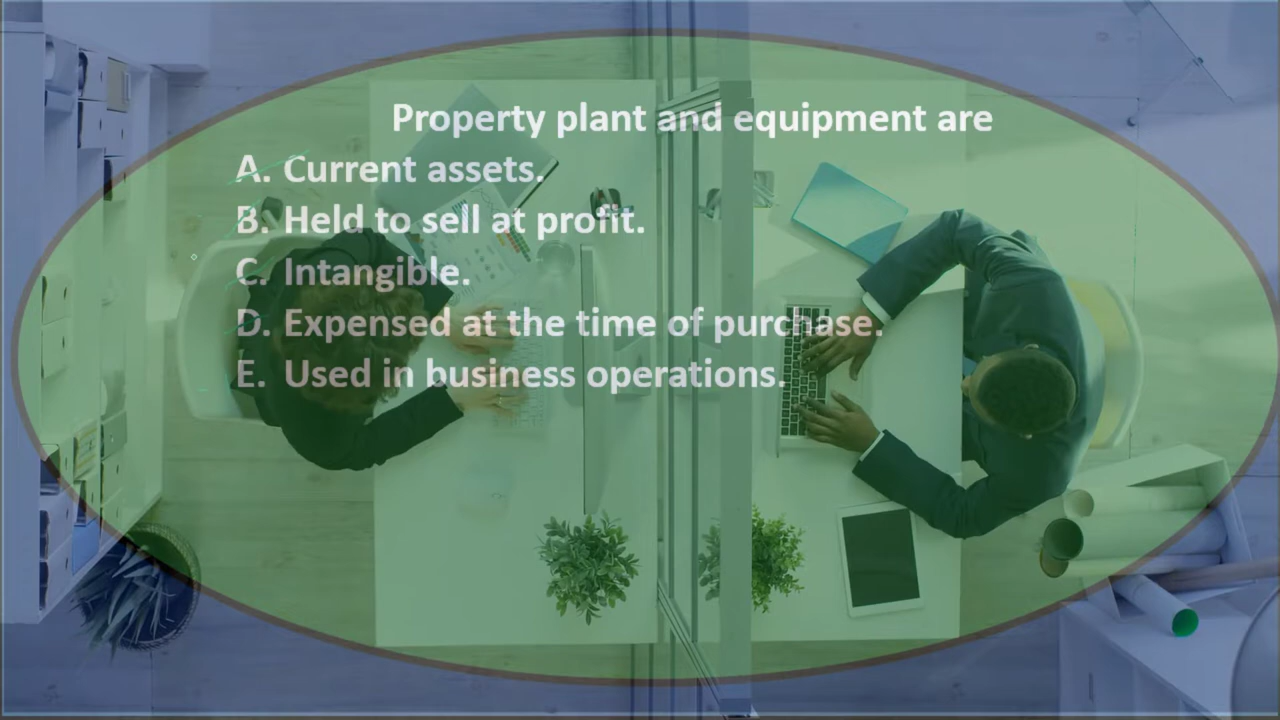 Property plant and equipment are
A. Current assets.
B. Held to sell at profit.
C. Intangible.
D. Expensed at the time of purchase.
E. Used in business operations.